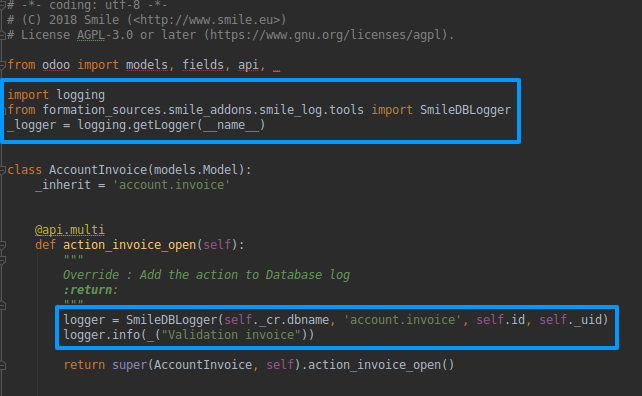 # -*- coding: utf-8 -*-
# (C) 2018 Smile (<http://www.smile.eu>)
# License AGPL-3.0 or later (https://www.gnu.org/licenses/agpl).
from odoo import models, fields, api, _
import logging
from formation_sources.smile_addons.smile_log.tools import SmileDBLogger
_logger = logging.getLogger(__name__)
class AccountInvoice(models.Model):
_inherit = 'account.invoice'
@api.multi
def action_invoice_open(self):
"""
Override : Add the action to Database log
:return:
"""
logger = SmileDBLogger(self._cr.dbname, 'account.invoice', self.id, self._uid)
logger.info(_("Validation invoice"))
return super(AccountInvoice, self).action_invoice_open()